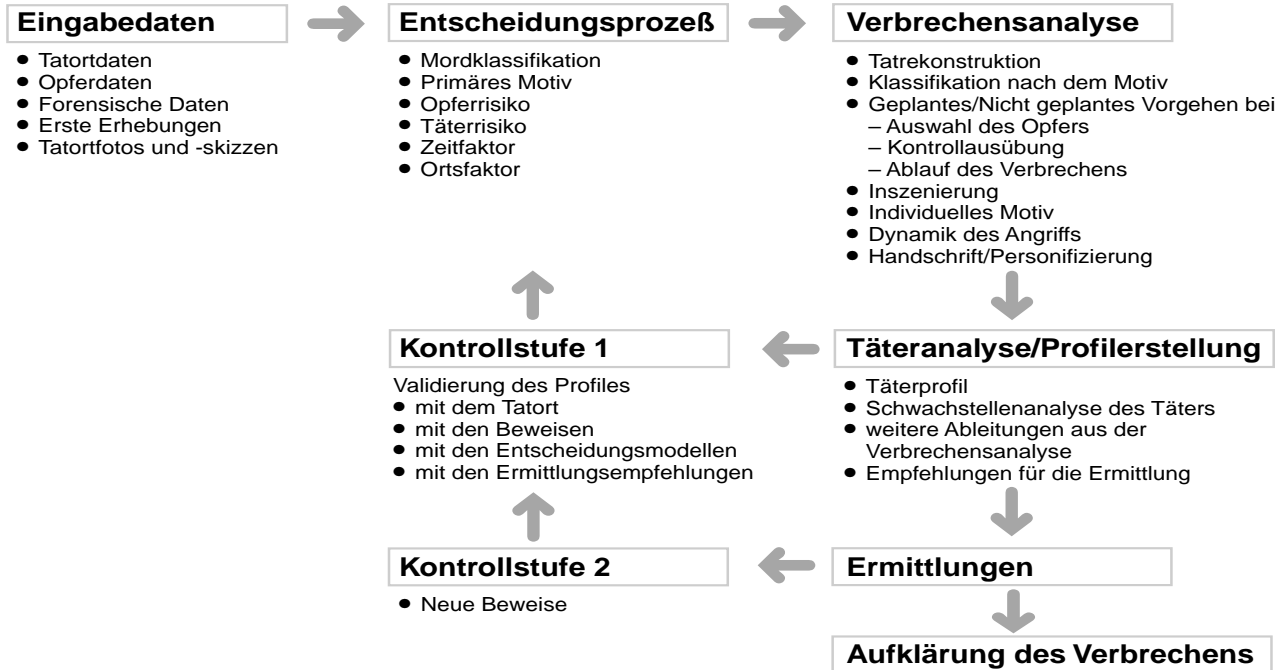 Eingabedaten
• Tatortdaten
• Opferdaten
• Forensische Daten
• Erste Erhebungen
• Tatortfotos und -skizzen
Entscheidungsprozeß
• Mordklassifikation
• Primäres Motiv
• Opferrisiko
• Täterrisiko
• Zeitfaktor
• Ortsfaktor
Verbrechensanalyse
• Tatrekonstruktion
• Klassifikation nach dem Motiv
• Geplantes/Nicht geplantes Vorgehen bei
– Auswahl des Opfers
– Kontrollausübung
– Ablauf des Verbrechens
• Inszenierung
• Individuelles Motiv
• Dynamik des Angriffs
• Handschrift/Personifizierung
Kontrollstufe 1
Validierung des Profiles
• mit dem Tatort
• mit den Beweisen
• mit den Entscheidungsmodellen
• mit den Ermittlungsempfehlungen
Täteranalyse/Profilerstellung
• Täterprofil
• Schwachstellenanalyse des Täters
• weitere Ableitungen aus der
Verbrechensanalyse
• Empfehlungen für die Ermittlung
Kontrollstufe 2
• Neue Beweise
Ermittlungen
Aufklärung des Verbrechens